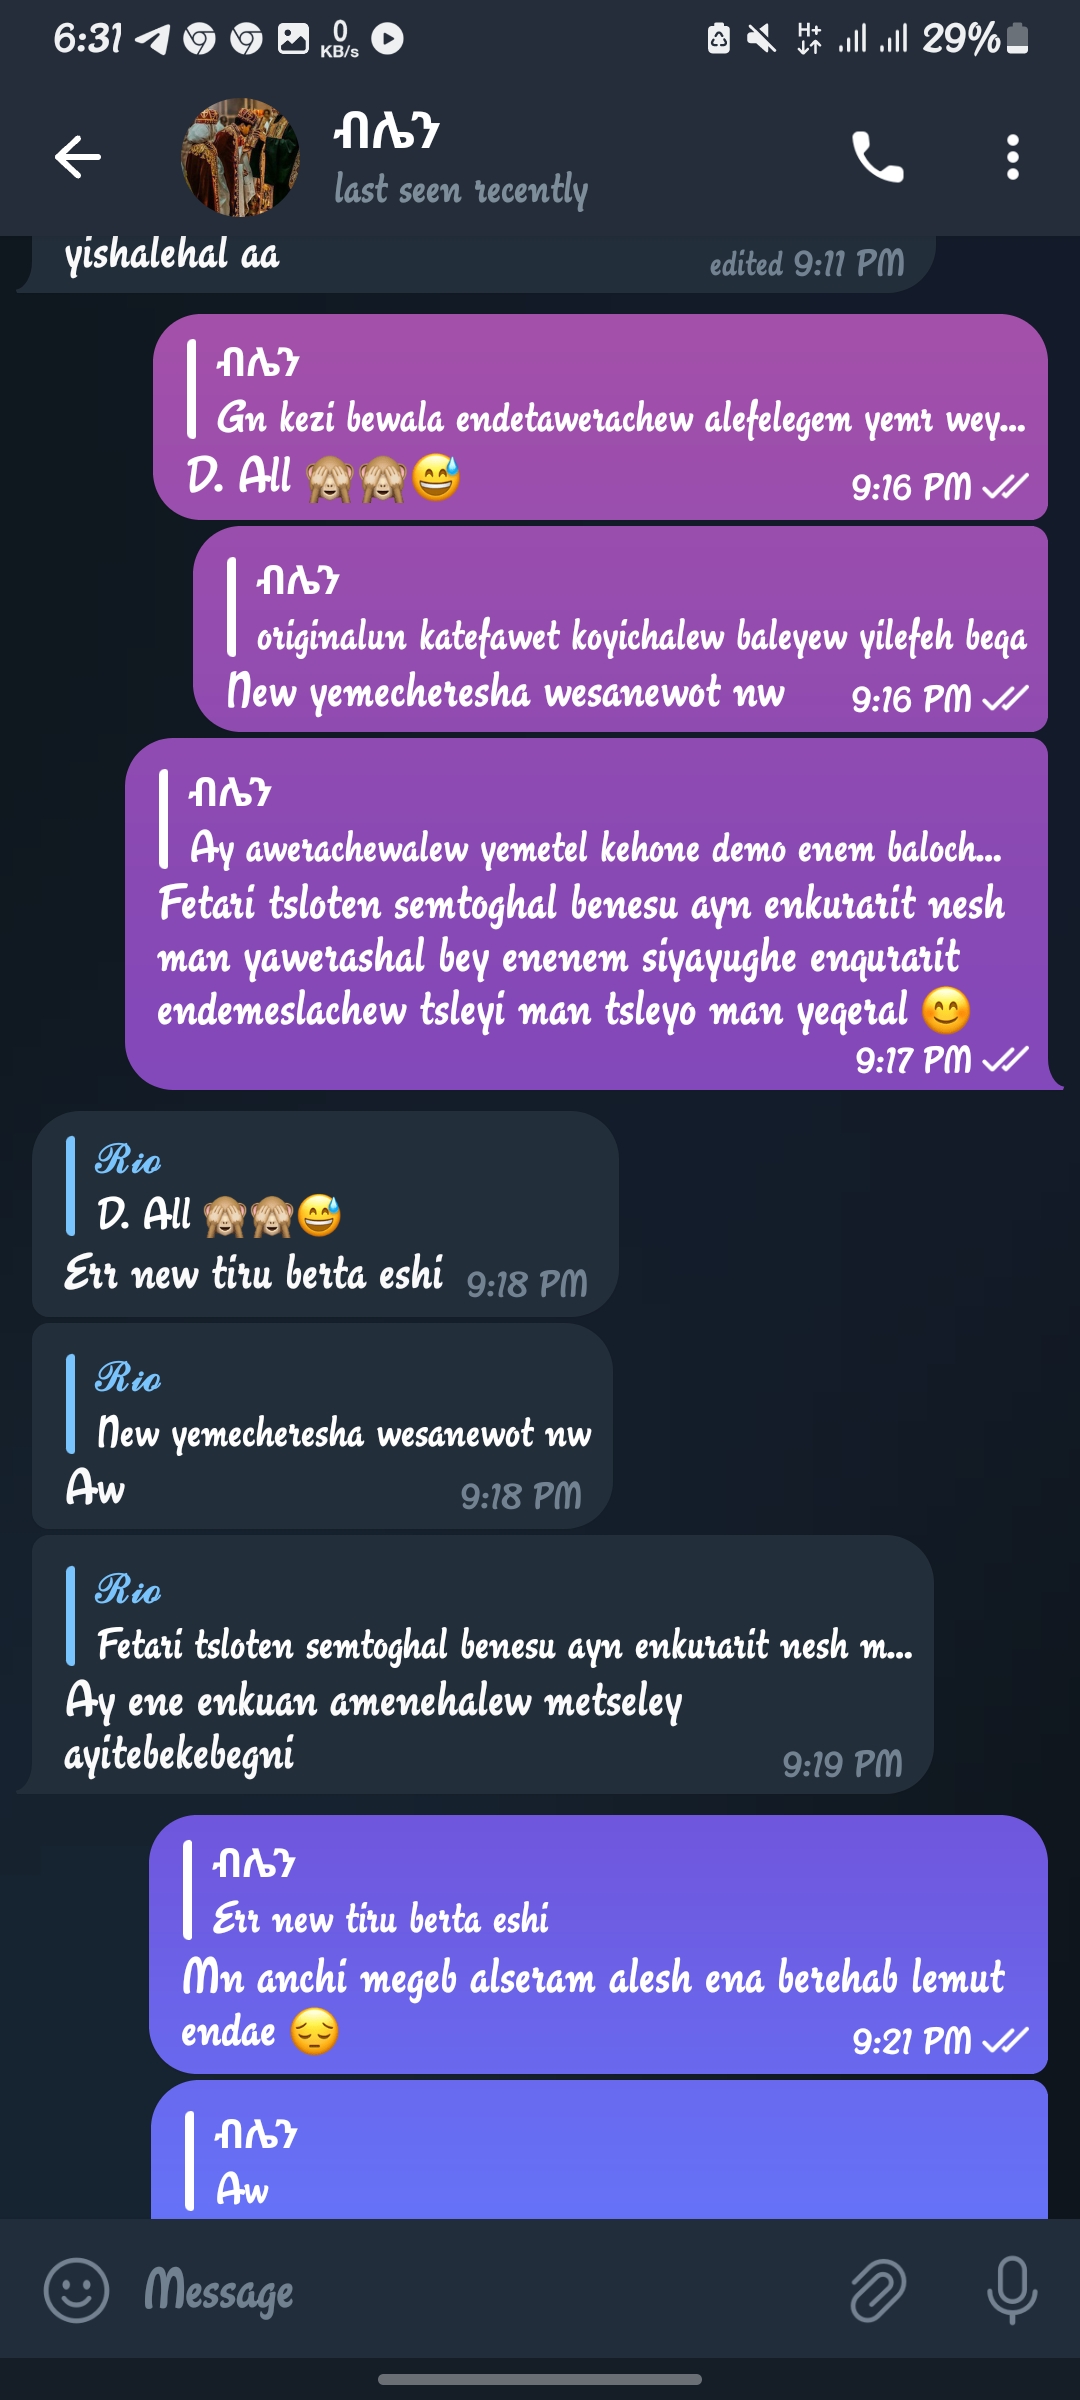 6:31
0
KB/s
H+
29%
ብሌን
last seen recently
yishalehal aa
edited 9:11 PM
ብሌን
Gn kezi bewala endetawerachew alefelegem yemr wey...
D. All 🙈🙈😅
9:16 PM
ብሌን
originalun katefawet koyichalew baleyew yilefeh beqa
New yemecheresha wesanewot nw
9:16 PM
ብሌን
Ay awerachewalew yemetel kehone demo enem baloch...
Fetari tsloten semtoghal benesu ayn enkurarit nesh
man yawerashal bey enenem siyayughe enqurarit
endemeslachew tsleyi man tsleyo man yeqeral 😊
9:17 PM
ℛ𝒾ℴ
D. All 🙈🙈😅
Err new tiru berta eshi
9:18 PM
ℛ𝒾ℴ
New yemecheresha wesanewot nw
Aw
9:18 PM
ℛ𝒾ℴ
Fetari tsloten semtoghal benesu ayn enkurarit nesh m...
Ay ene enkuan amenehalew metseley
ayitebekebegni
9:19 PM
ብሌን
Err new tiru berta eshi
Mn anchi megeb alseram alesh ena berehab lemut
endae 😔
9:21 PM
ብሌን
Aw
Message